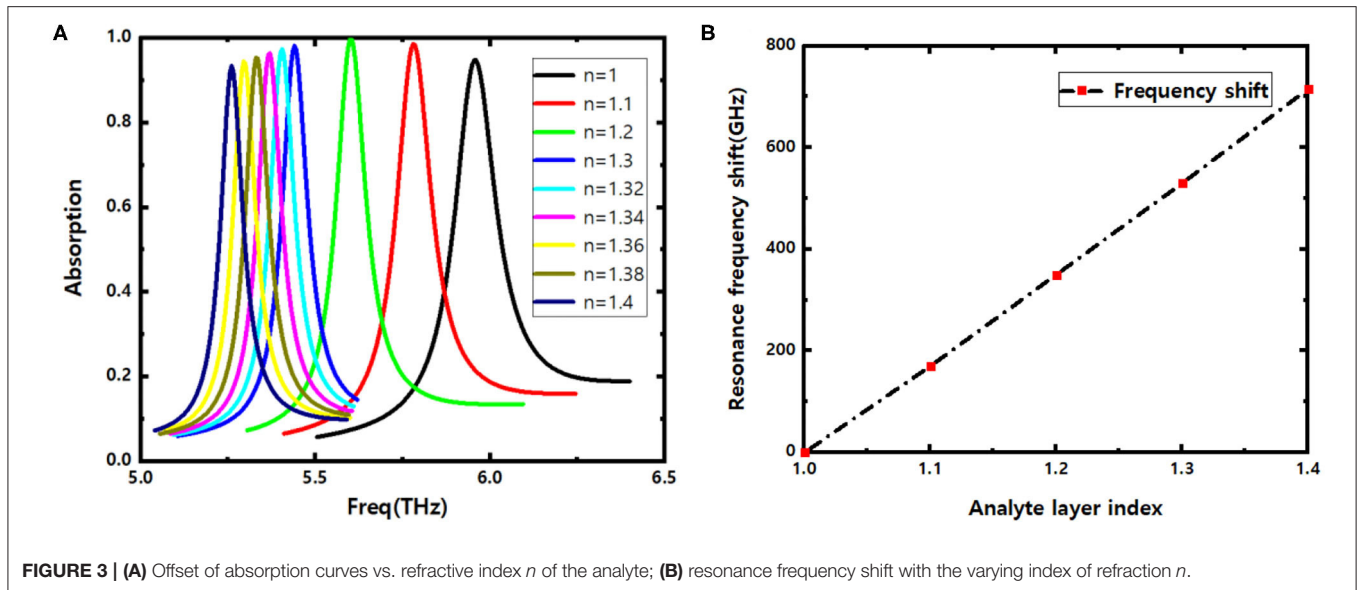 A
1.0
0.8
0.6
0.4
0.2
0.0
Absorption
5.0
5.5
6.0
6.5
Freq(THz)
n=1
n=1.1
n=1.2
n=1.3
n=1.32
n=1.34
n=1.36
n=1.38
n=1.4
B
800
600
400
200
0
Resonance frequency shift(GHz)
1.0
1.1
1.2
1.3
1.4
Analyte layer index
Frequency shift
FIGURE 3 | (A) Offset of absorption curves vs. refractive index n of the analyte; (B) resonance frequency shift with the varying index of refraction n.